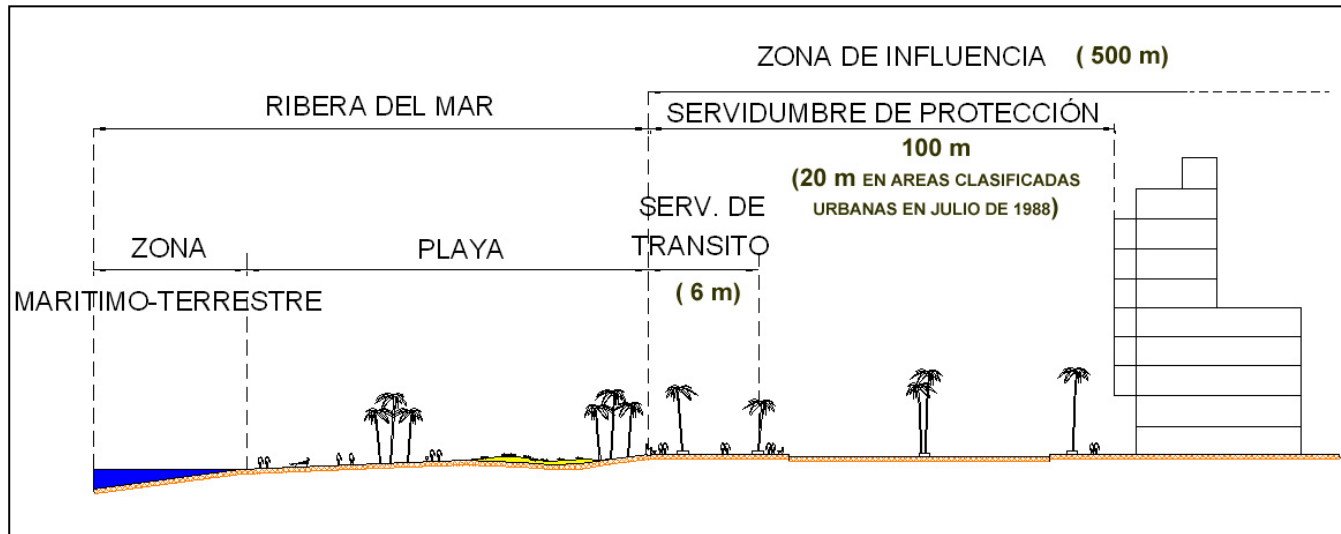 ZONA DE INFLUENCIA ( 500 m)
RIBERA DEL MAR
SERVIDUMBRE DE PROTECCIÓN
100 m
(20 m EN AREAS CLASIFICADAS
URBANAS EN JULIO DE 1988)
SERV. DE
TRANSITO
( 6 m)
ZONA
MARITIMO-TERRESTRE
PLAYA